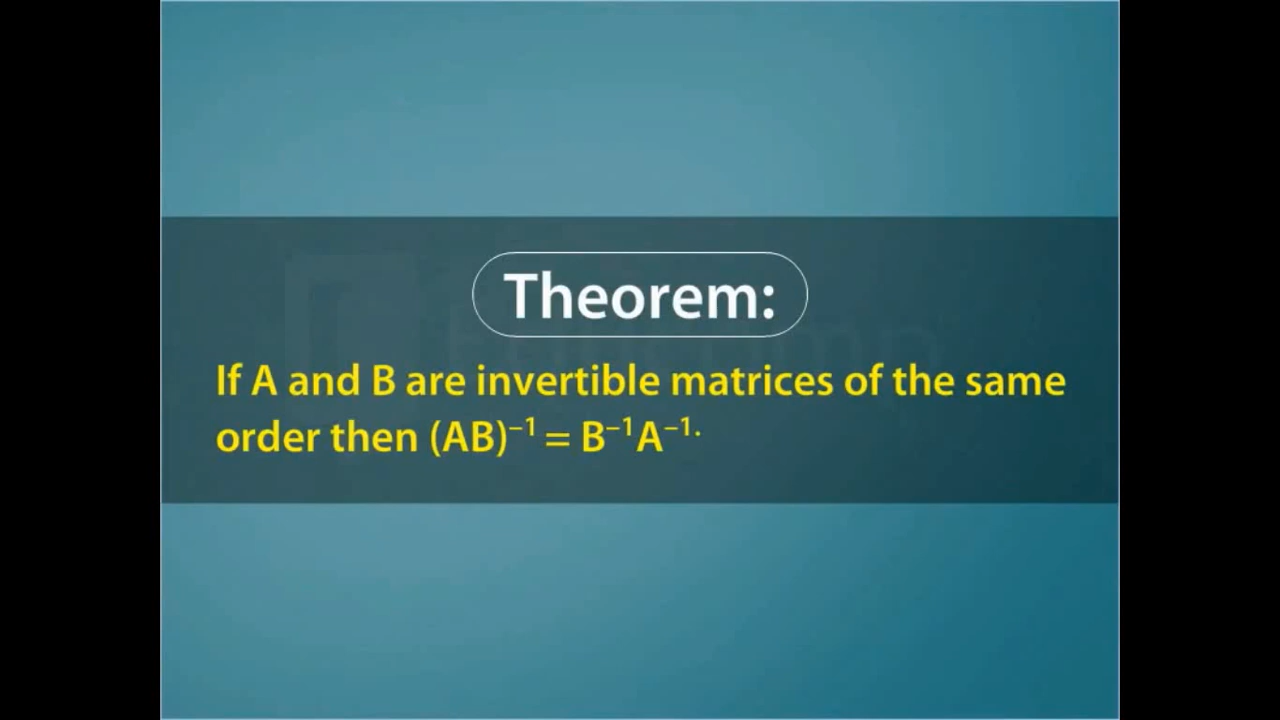 Theorem:
If A and B are invertible matrices of the same
order then (AB)⁻¹ = B⁻¹A⁻¹·